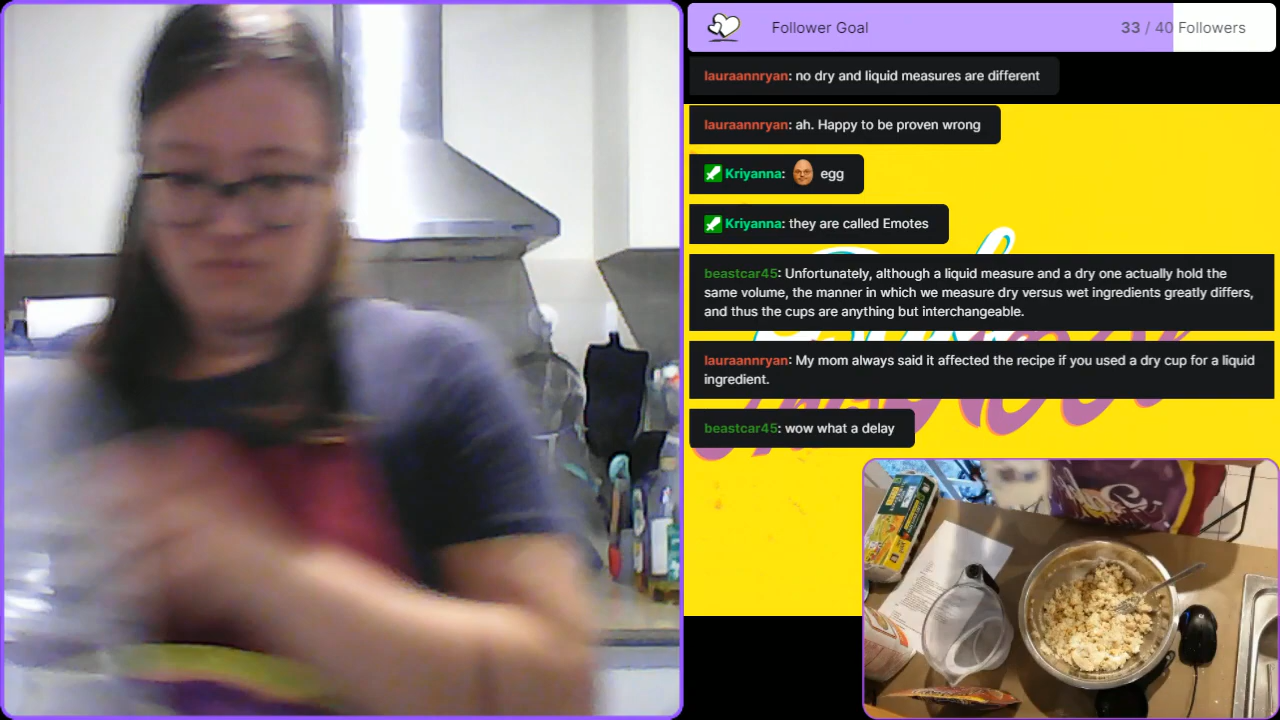 Follower Goal
33 / 40 Followers
lauraannryan: no dry and liquid measures are different
lauraannryan: ah. Happy to be proven wrong
Kriyanna: egg
Kriyanna: they are called Emotes
beastcar45: Unfortunately, although a liquid measure and a dry one actually hold the
same volume, the manner in which we measure dry versus wet ingredients greatly differs,
and thus the cups are anything but interchangeable.
lauraannryan: My mom always said it affected the recipe if you used a dry cup for a liquid
ingredient.
beastcar45: wow what a delay